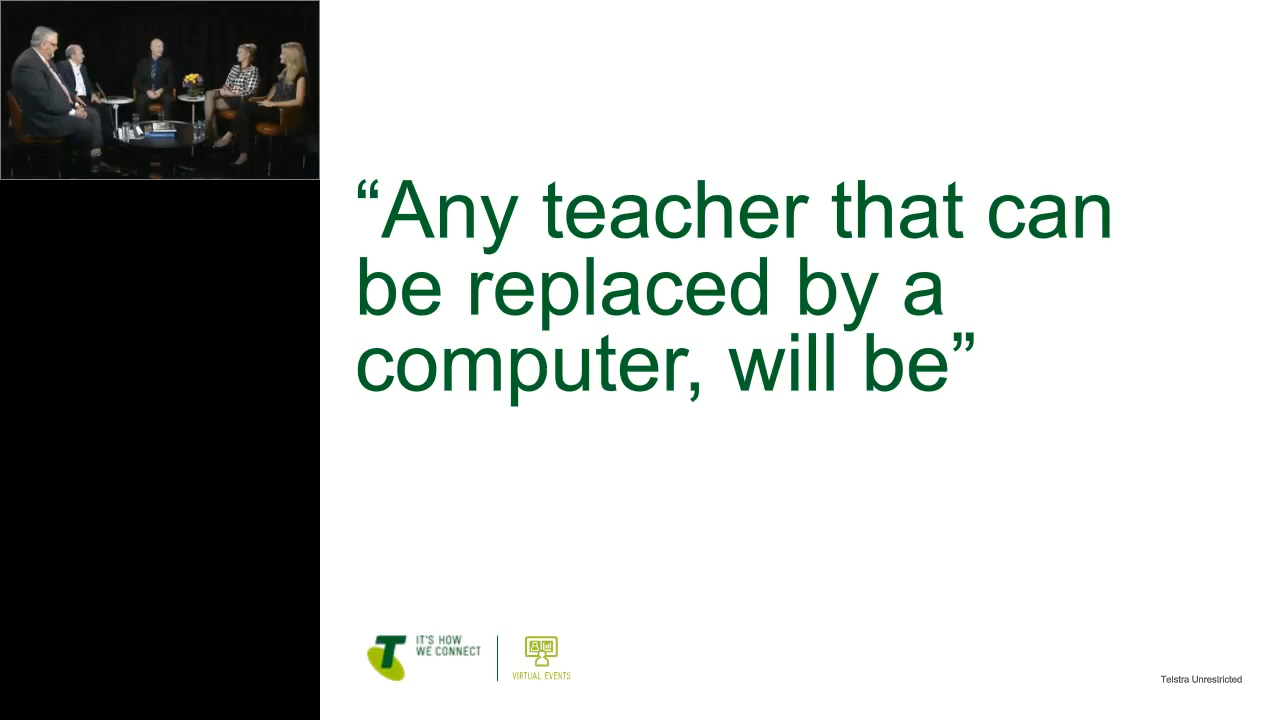 “Any teacher that can
be replaced by a
computer, will be”
IT'S HOW
WE CONNECT
VIRTUAL EVENTS
Telstra Unrestricted